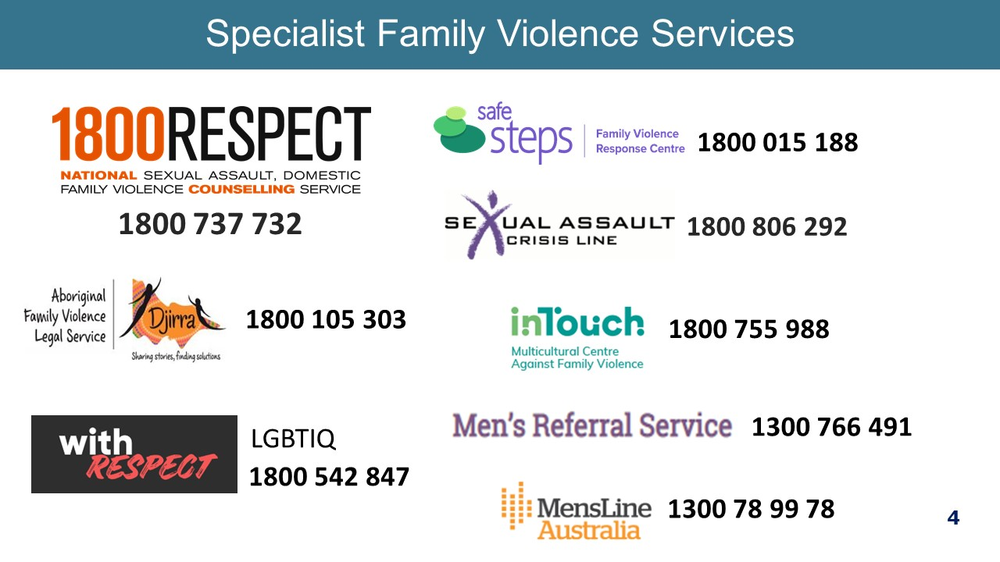 Specialist Family Violence Services
1800RESPECT
NATIONAL SEXUAL ASSAULT, DOMESTIC
FAMILY VIOLENCE COUNSELLING SERVICE
1800 737 732
safe
steps
Family Violence
Response Centre
1800 015 188
SEXUAL ASSAULT
CRISIS LINE
1800 806 292
Aboriginal
Family Violence
Legal Service
Djirra
Sharing stories, finding solutions
1800 105 303
inTouch
Multicultural Centre
Against Family Violence
1800 755 988
with
RESPECT
LGBTIQ
1800 542 847
Men's Referral Service
1300 766 491
MensLine
Australia
1300 78 99 78
4